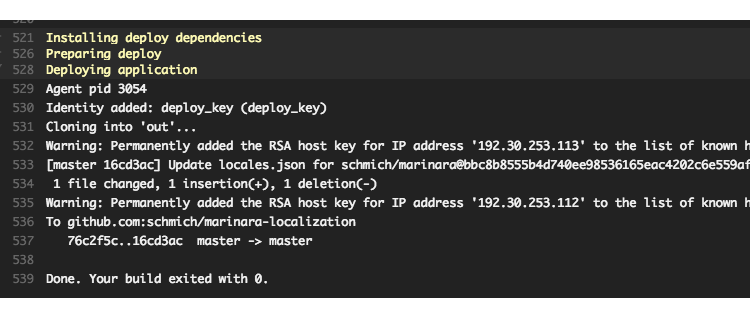 521 Installing deploy dependencies
526 Preparing deploy
528 Deploying application
529 Agent pid 3054
530 Identity added: deploy_key (deploy_key)
531 Cloning into 'out'...
532 Warning: Permanently added the RSA host key for IP address '192.30.253.113' to the list of known h
533 [master 16cd3ac] Update locales.json for schmich/marinara@bbc8b8555b4d740ee98536165eac4202c6e559af
534 1 file changed, 1 insertion(+), 1 deletion(-)
535 Warning: Permanently added the RSA host key for IP address '192.30.253.112' to the list of known h
536 To github.com:schmich/marinara-localization
537 76c2f5c..16cd3ac master -> master
538
539 Done. Your build exited with 0.